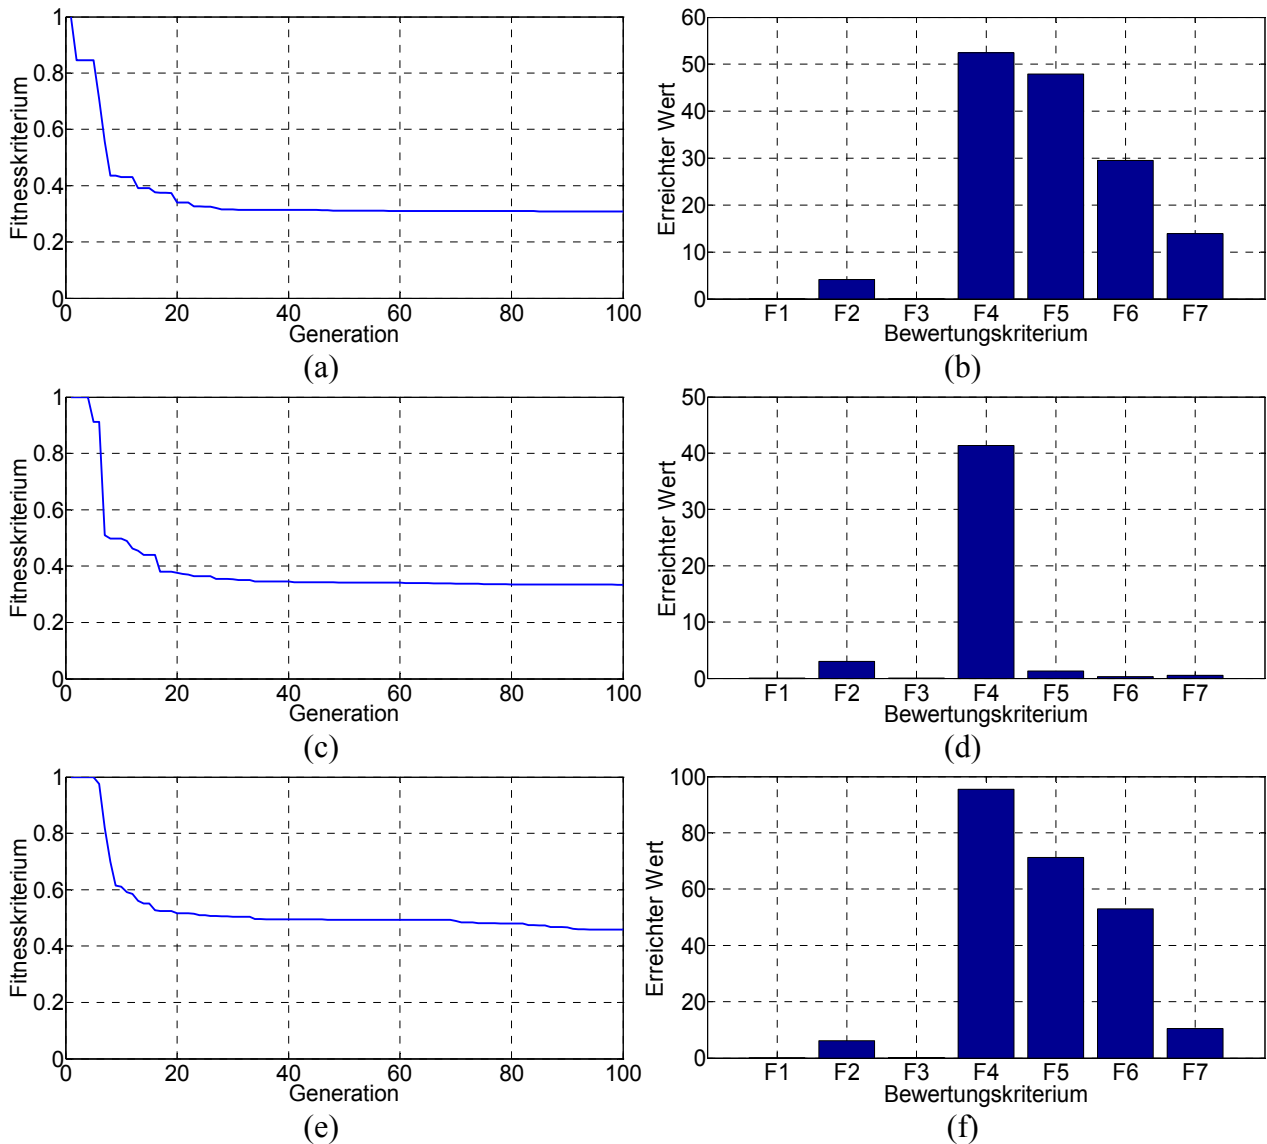 1
0.8
0.6
0.4
0.2
0
Fitnesskriterium
0 20 40 60 80 100
Generation
(a)
60
50
40
30
20
10
0
Erreichter Wert
F1 F2 F3 F4 F5 F6 F7
Bewertungskriterium
(b)
1
0.8
0.6
0.4
0.2
0
Fitnesskriterium
0 20 40 60 80 100
Generation
(c)
50
40
30
20
10
0
Erreichter Wert
F1 F2 F3 F4 F5 F6 F7
Bewertungskriterium
(d)
1
0.8
0.6
0.4
0.2
0
Fitnesskriterium
0 20 40 60 80 100
Generation
(e)
100
80
60
40
20
0
Erreichter Wert
F1 F2 F3 F4 F5 F6 F7
Bewertungskriterium
(f)